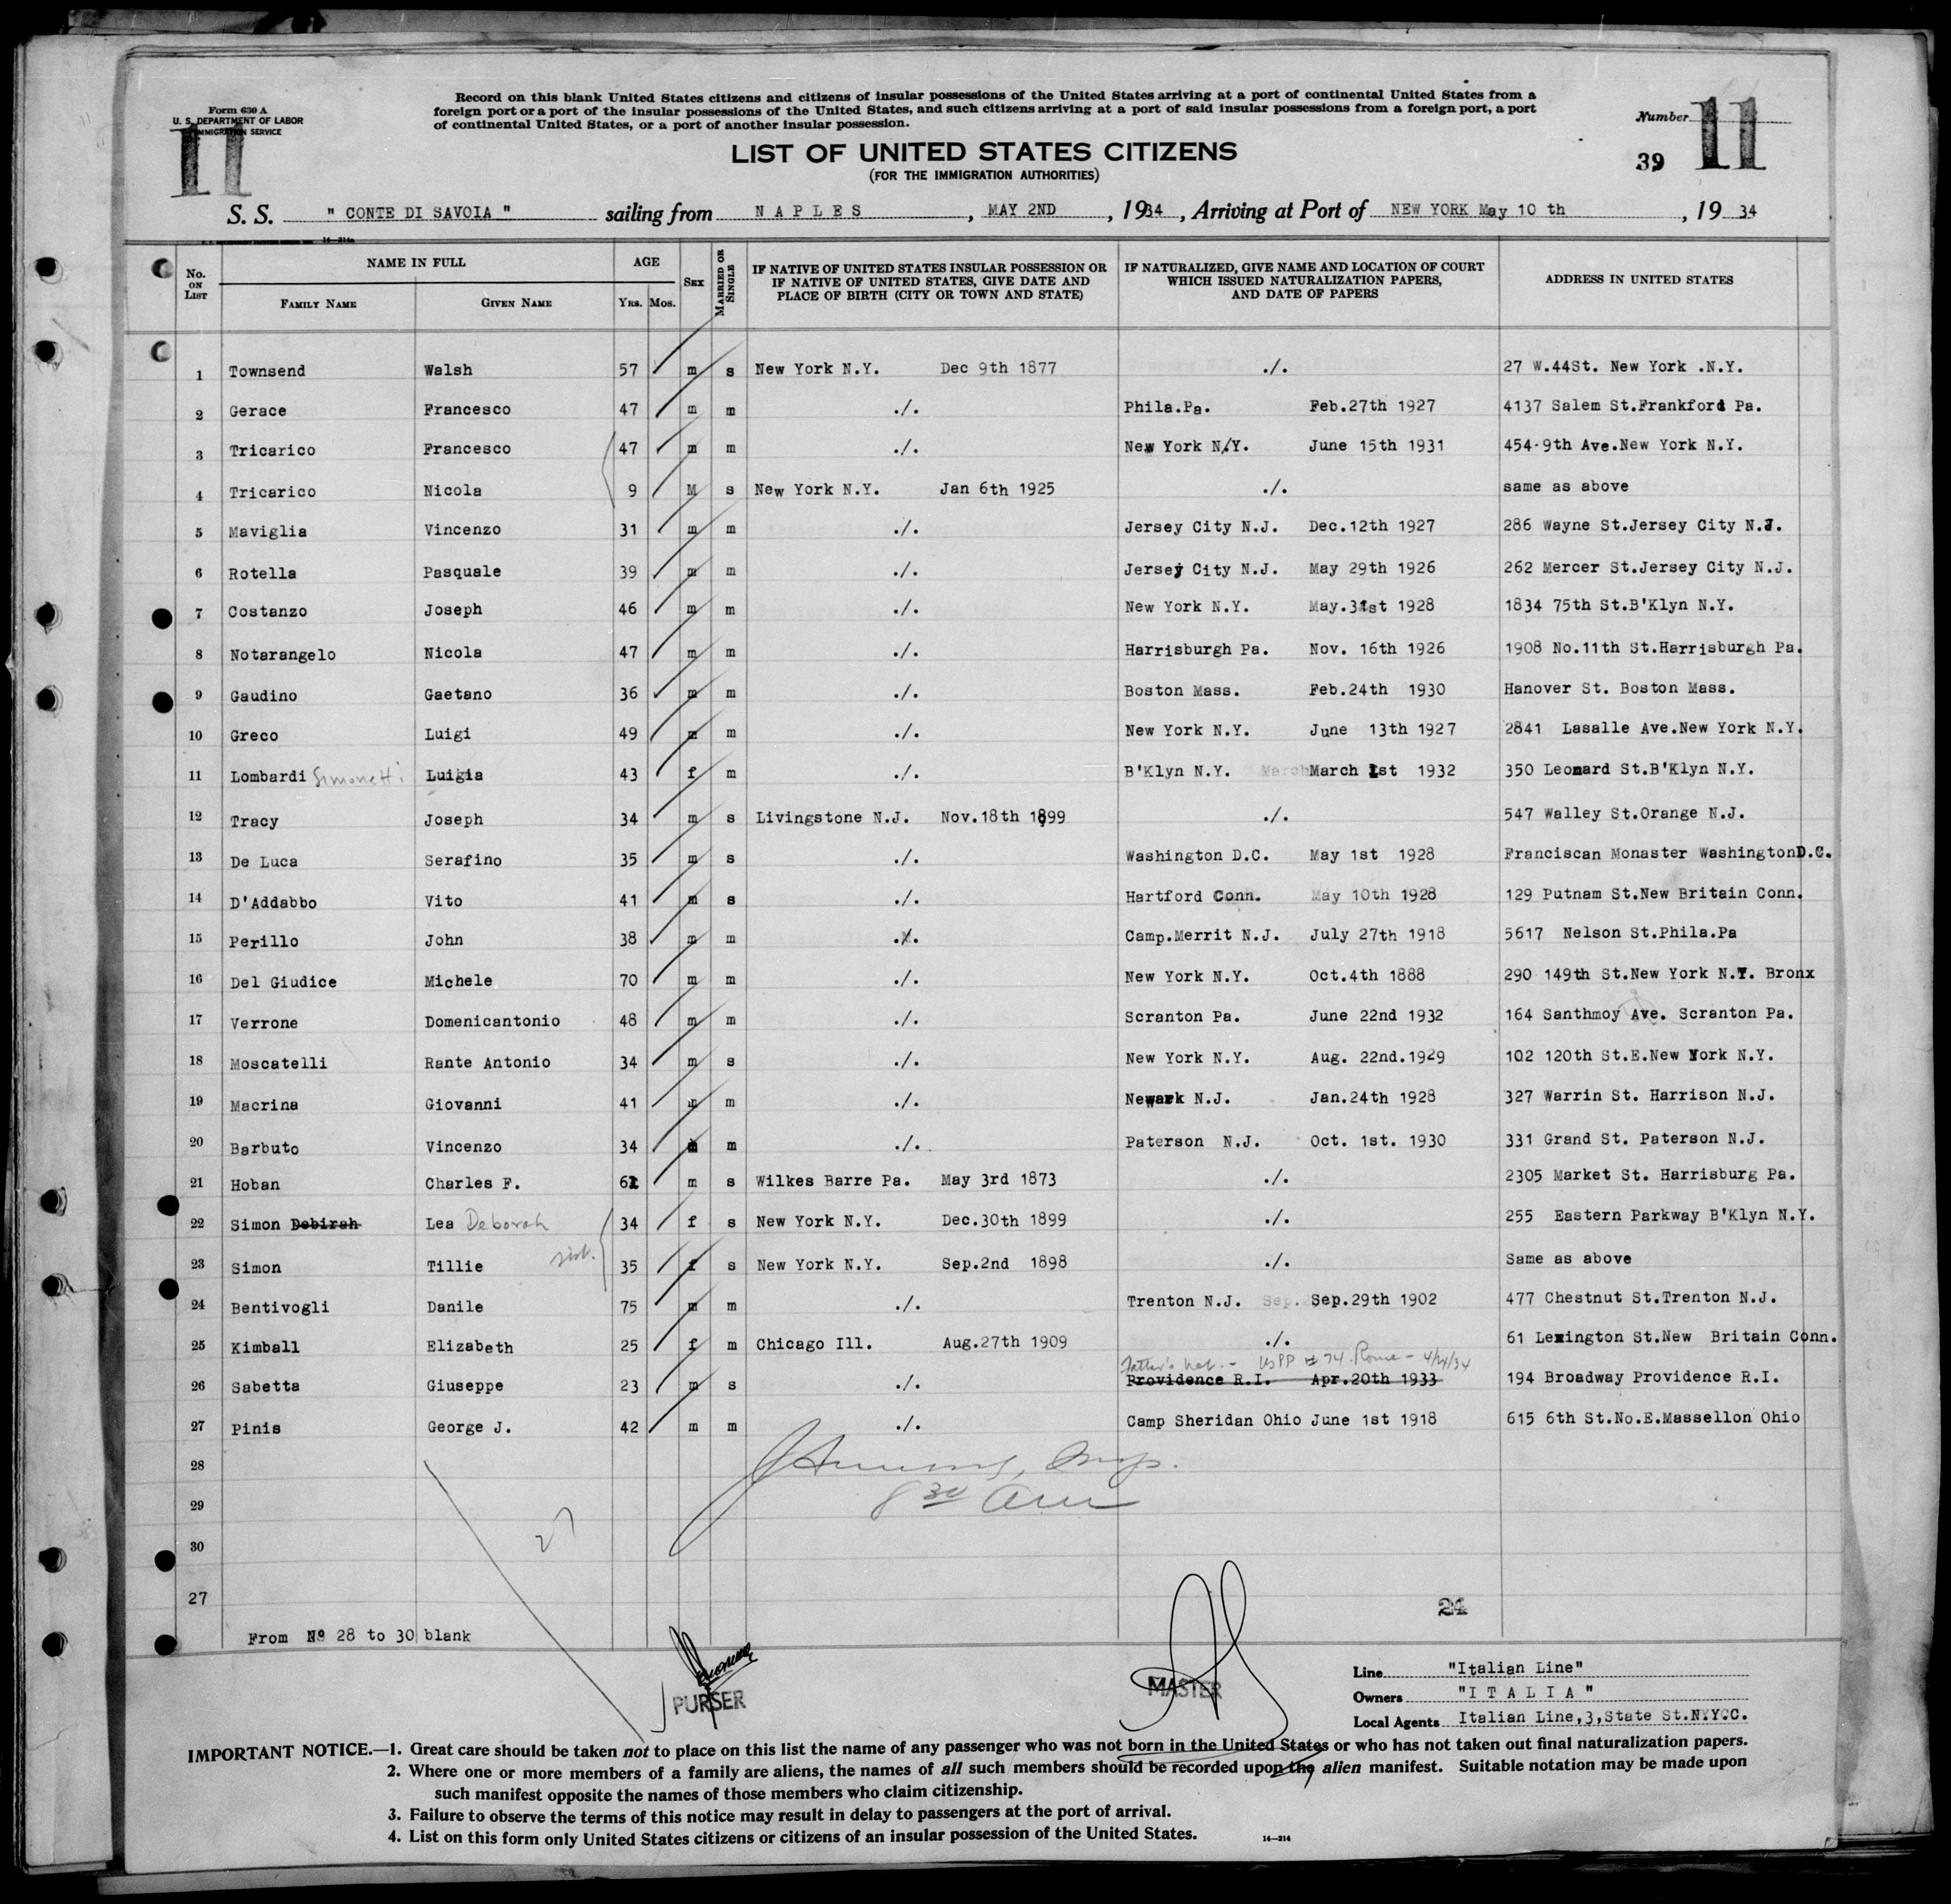 Form 630 A
U. S. DEPARTMENT OF LABOR
IMMIGRATION SERVICE
11
Record on this blank United States citizens and citizens of insular possessions of the United States arriving at a port of continental United States from a
foreign port or a port of the insular possessions of the United States, and such citizens arriving at a port of said insular possessions from a foreign port, a port
of continental United States, or a port of another insular possession.
Number 11
39
LIST OF UNITED STATES CITIZENS
(FOR THE IMMIGRATION AUTHORITIES)
S. S. " CONTE DI SAVOIA " sailing from N A P L E S , MAY 2ND , 1934 , Arriving at Port of NEW YORK May 10 th , 19 34
No. ON LIST
NAME IN FULL
FAMILY NAME
GIVEN NAME
AGE
YRS. MOS.
SEX
MARRIED OR SINGLE
IF NATIVE OF UNITED STATES INSULAR POSSESSION OR
IF NATIVE OF UNITED STATES, GIVE DATE AND
PLACE OF BIRTH (CITY OR TOWN AND STATE)
IF NATURALIZED, GIVE NAME AND LOCATION OF COURT
WHICH ISSUED NATURALIZATION PAPERS,
AND DATE OF PAPERS
ADDRESS IN UNITED STATES
1 Townsend Walsh 57 m s New York N.Y. Dec 9th 1877 ./. 27 W.44St. New York .N.Y.
2 Gerace Francesco 47 m m ./. Phila.Pa. Feb.27th 1927 4137 Salem St.Frankford Pa.
3 Tricarico Francesco 47 m m ./. New York N.Y. June 15th 1931 454-9th Ave.New York N.Y.
4 Tricarico Nicola 9 M s New York N.Y. Jan 6th 1925 ./. same as above
5 Maviglia Vincenzo 31 m m ./. Jersey City N.J. Dec.12th 1927 286 Wayne St.Jersey City N.J.
6 Rotella Pasquale 39 m m ./. Jersey City N.J. May 29th 1926 262 Mercer St.Jersey City N.J.
7 Costanzo Joseph 46 m m ./. New York N.Y. May.31st 1928 1834 75th St.B'Klyn N.Y.
8 Notarangelo Nicola 47 m m ./. Harrisburgh Pa. Nov. 16th 1926 1908 No.11th St.Harrisburgh Pa.
9 Gaudino Gaetano 36 m m ./. Boston Mass. Feb.24th 1930 Hanover St. Boston Mass.
10 Greco Luigi 49 m m ./. New York N.Y. June 13th 1927 2841 Lasalle Ave.New York N.Y.
11 Lombardi Simonetti Luigia 43 f m ./. B'Klyn N.Y. March 1st 1932 350 Leonard St.B'Klyn N.Y.
12 Tracy Joseph 34 m s Livingstone N.J. Nov.18th 1899 ./. 547 Walley St.Orange N.J.
13 De Luca Serafino 35 m s ./. Washington D.C. May 1st 1928 Franciscan Monaster WashingtonD.C.
14 D'Addabbo Vito 41 m s ./. Hartford Conn. May 10th 1928 129 Putnam St.New Britain Conn.
15 Perillo John 38 m m ./. Camp.Merrit N.J. July 27th 1918 5617 Nelson St.Phila.Pa
16 Del Giudice Michele 70 m m ./. New York N.Y. Oct.4th 1888 290 149th St.New York N.Y. Bronx
17 Verrone Domenicantonio 48 m m ./. Scranton Pa. June 22nd 1932 164 Santhmoy Ave. Scranton Pa.
18 Moscatelli Rante Antonio 34 m s ./. New York N.Y. Aug. 22nd.1929 102 120th St.E.New York N.Y.
19 Macrina Giovanni 41 m m ./. Newark N.J. Jan.24th 1928 327 Warrin St. Harrison N.J.
20 Barbuto Vincenzo 34 m m ./. Paterson N.J. Oct. 1st. 1930 331 Grand St. Paterson N.J.
21 Hoban Charles F. 61 m s Wilkes Barre Pa. May 3rd 1873 ./. 2305 Market St. Harrisburg Pa.
22 Simon Debirah Lea Deborah 34 f s New York N.Y. Dec.30th 1899 ./. 255 Eastern Parkway B'Klyn N.Y.
23 Simon Tillie sist. 35 f s New York N.Y. Sep.2nd 1898 ./. Same as above
24 Bentivogli Danile 75 m m ./. Trenton N.J. Sep.29th 1902 477 Chestnut St.Trenton N.J.
25 Kimball Elizabeth 25 f m Chicago Ill. Aug.27th 1909 ./. 61 Lexington St.New Britain Conn.
Father's nat. - US PP # 74 Rome - 4/24/34
26 Sabetta Giuseppe 23 m s ./. Providence R.I. Apr.20th 1933 194 Broadway Providence R.I.
27 Pinis George J. 42 m m ./. Camp Sheridan Ohio June 1st 1918 615 6th St.No.E.Massellon Ohio
28
29 8 30 am
30
27
27
24
From Nº 28 to 30 blank
PURSER
MASTER
Line "Italian Line"
Owners "I T A L I A "
Local Agents Italian Line,3,State St.N.Y.C.
IMPORTANT NOTICE.—1. Great care should be taken not to place on this list the name of any passenger who was not born in the United States or who has not taken out final naturalization papers.
2. Where one or more members of a family are aliens, the names of all such members should be recorded upon the alien manifest. Suitable notation may be made upon
such manifest opposite the names of those members who claim citizenship.
3. Failure to observe the terms of this notice may result in delay to passengers at the port of arrival.
4. List on this form only United States citizens or citizens of an insular possession of the United States.
14—214